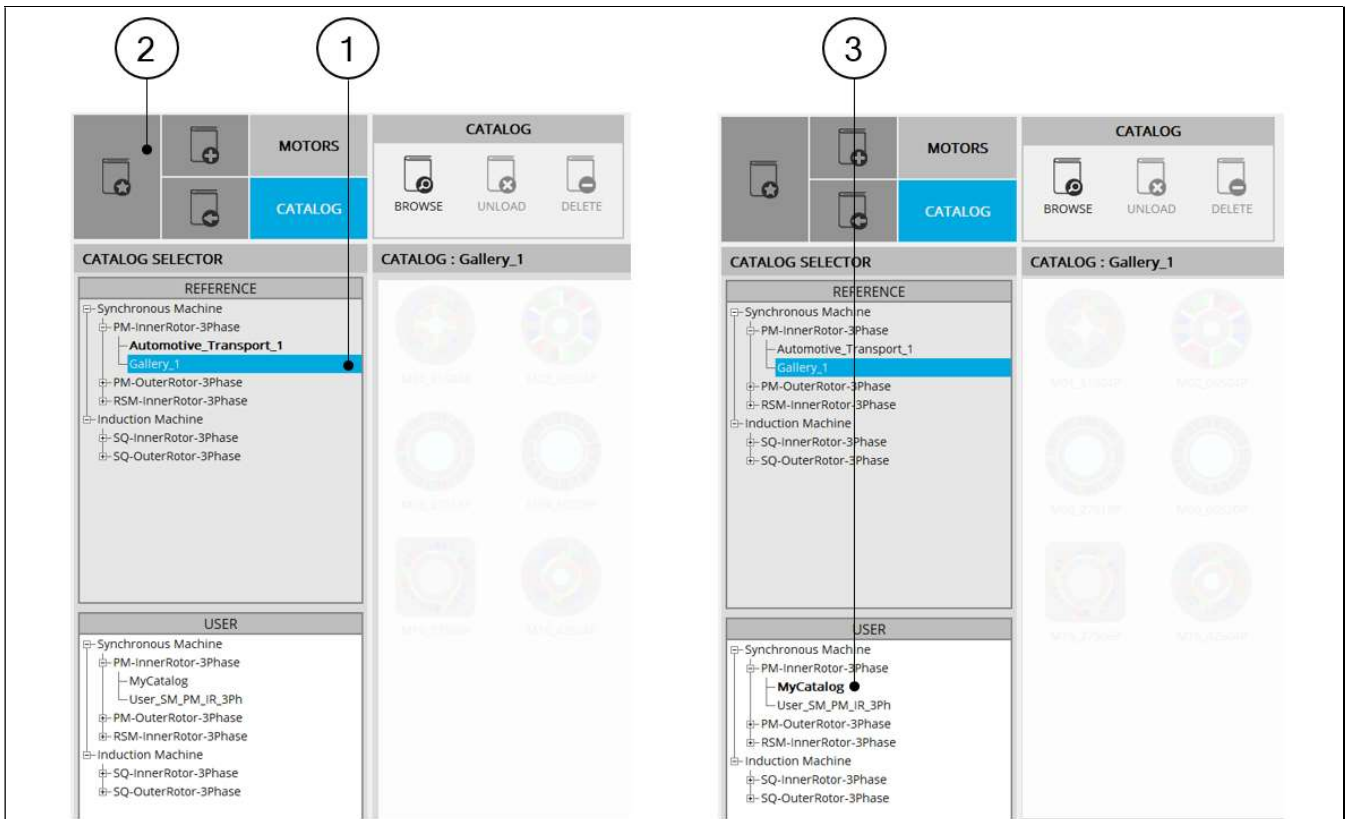 2
1
3
MOTORS
CATALOG
CATALOG
BROWSE
UNLOAD
DELETE
CATALOG SELECTOR
CATALOG : Gallery_1
REFERENCE
Synchronous Machine
PM-InnerRotor-3Phase
Automotive_Transport_1
Gallery_1
PM-OuterRotor-3Phase
RSM-InnerRotor-3Phase
Induction Machine
SQ-InnerRotor-3Phase
SQ-OuterRotor-3Phase
USER
Synchronous Machine
PM-InnerRotor-3Phase
MyCatalog
User_SM_PM_IR_3Ph
PM-OuterRotor-3Phase
RSM-InnerRotor-3Phase
Induction Machine
SQ-InnerRotor-3Phase
SQ-OuterRotor-3Phase
MOTORS
CATALOG
CATALOG
BROWSE
UNLOAD
DELETE
CATALOG SELECTOR
CATALOG : Gallery_1
REFERENCE
Synchronous Machine
PM-InnerRotor-3Phase
Automotive_Transport_1
Gallery_1
PM-OuterRotor-3Phase
RSM-InnerRotor-3Phase
Induction Machine
SQ-InnerRotor-3Phase
SQ-OuterRotor-3Phase
USER
Synchronous Machine
PM-InnerRotor-3Phase
MyCatalog
User_SM_PM_IR_3Ph
PM-OuterRotor-3Phase
RSM-InnerRotor-3Phase
Induction Machine
SQ-InnerRotor-3Phase
SQ-OuterRotor-3Phase